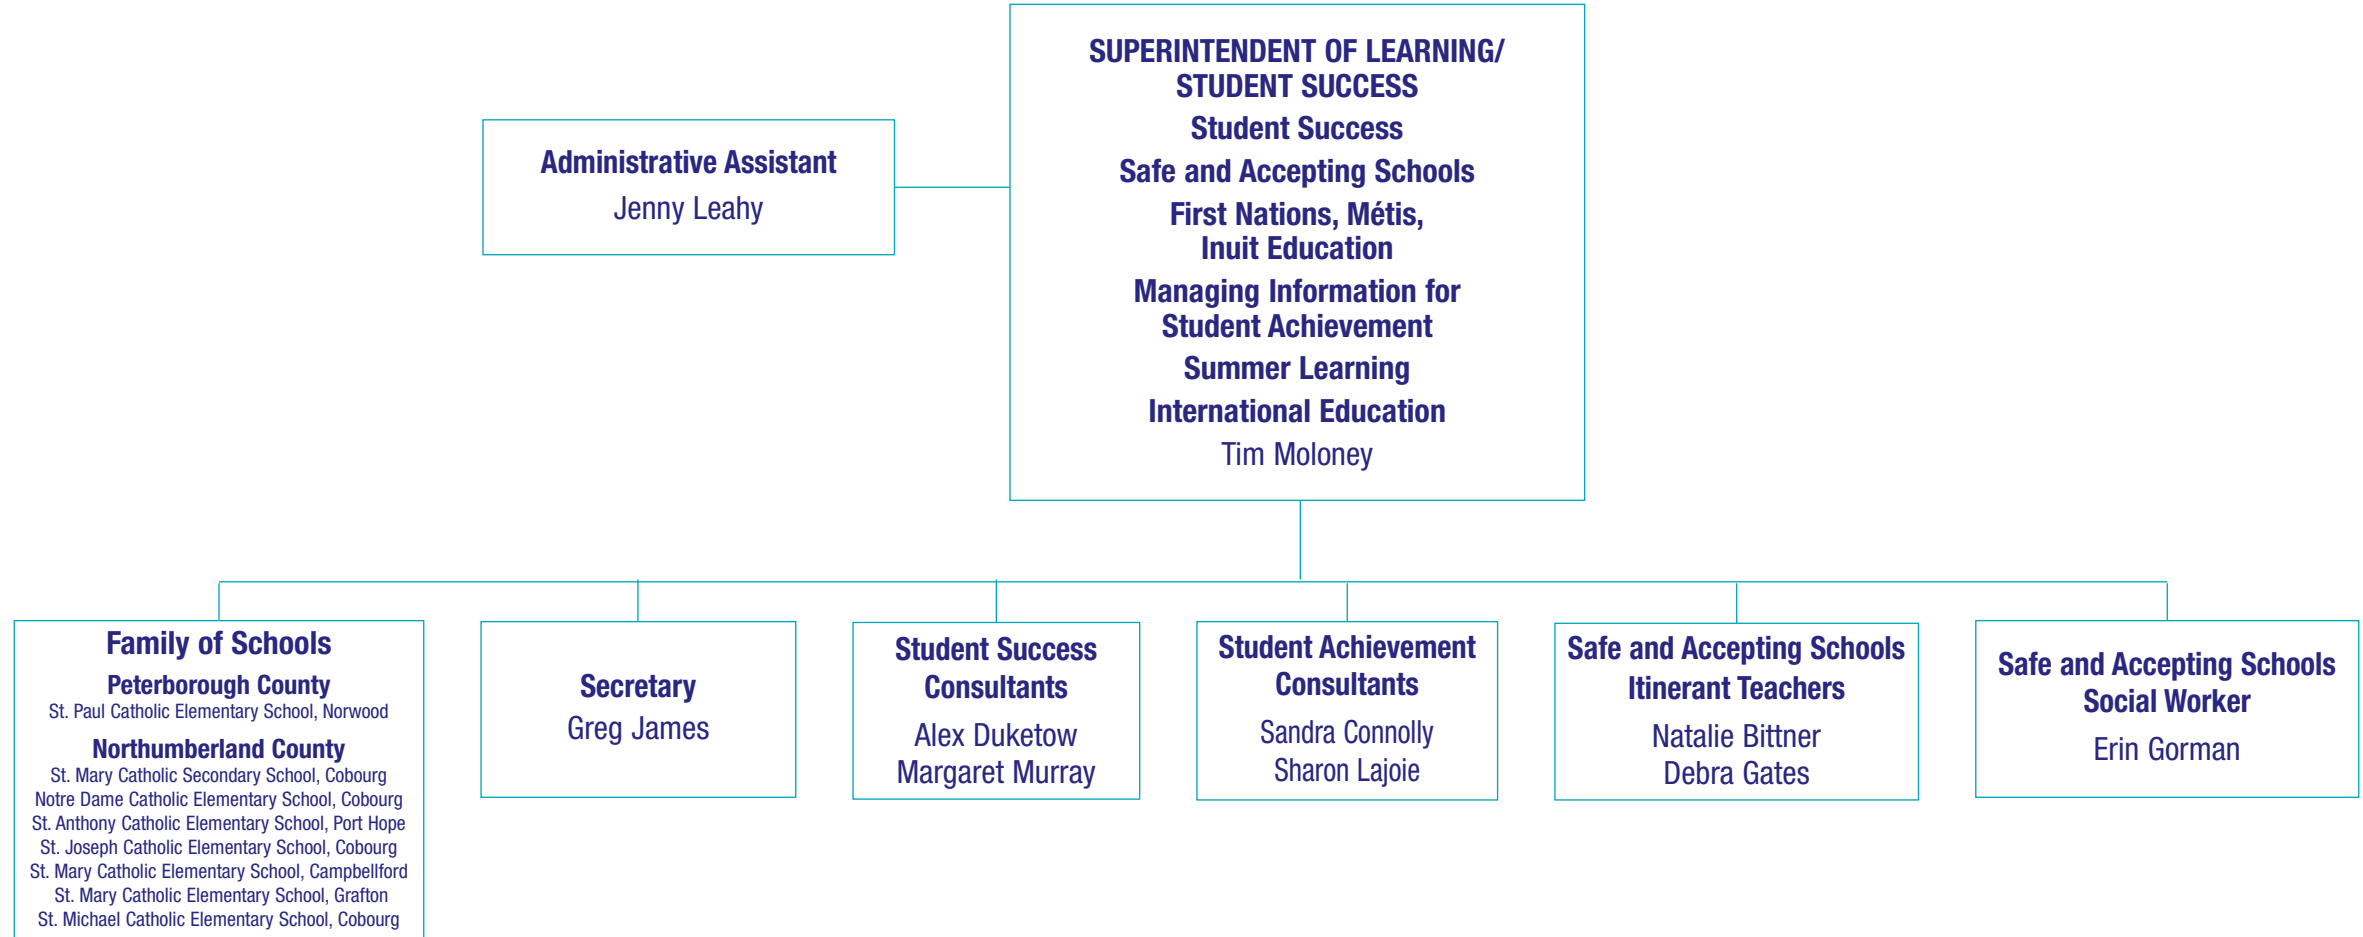 SUPERINTENDENT OF LEARNING/
STUDENT SUCCESS
Student Success
Safe and Accepting Schools
First Nations, Métis,
Inuit Education
Managing Information for
Student Achievement
Summer Learning
International Education
Tim Moloney
Administrative Assistant
Jenny Leahy
Family of Schools
Peterborough County
St. Paul Catholic Elementary School, Norwood
Northumberland County
St. Mary Catholic Secondary School, Cobourg
Notre Dame Catholic Elementary School, Cobourg
St. Anthony Catholic Elementary School, Port Hope
St. Joseph Catholic Elementary School, Cobourg
St. Mary Catholic Elementary School, Campbellford
St. Mary Catholic Elementary School, Grafton
St. Michael Catholic Elementary School, Cobourg
Secretary
Greg James
Student Success
Consultants
Alex Duketow
Margaret Murray
Student Achievement
Consultants
Sandra Connolly
Sharon Lajoie
Safe and Accepting Schools
Itinerant Teachers
Natalie Bittner
Debra Gates
Safe and Accepting Schools
Social Worker
Erin Gorman